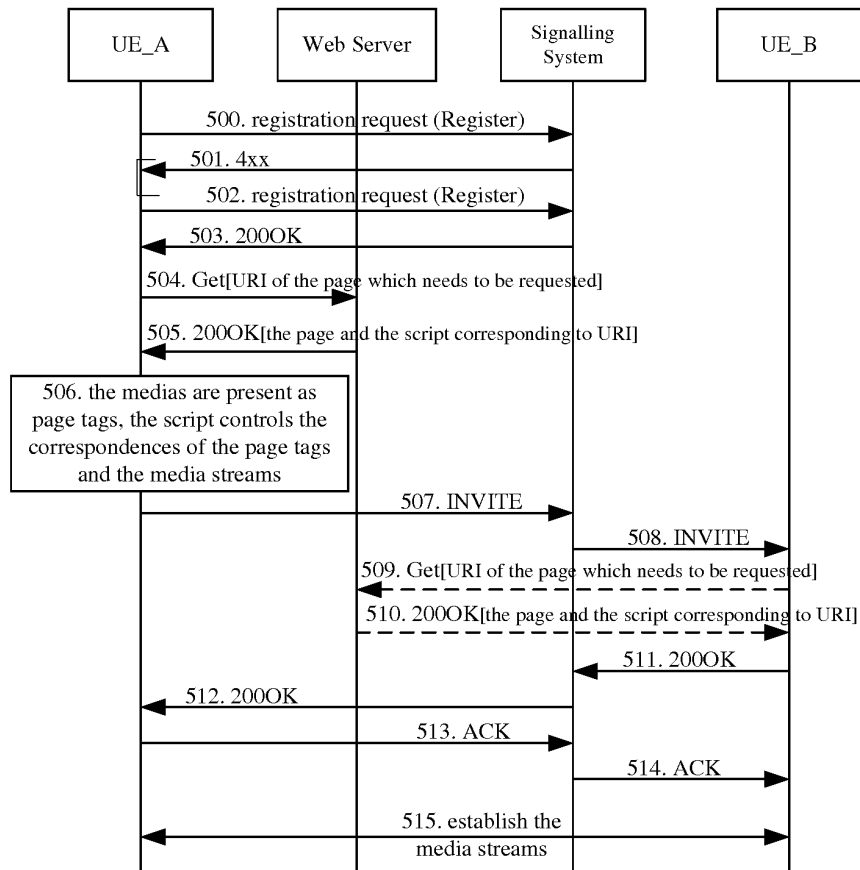 UE_A
Web Server
Signalling
System
UE_B
500. registration request (Register)
501. 4xx
502. registration request (Register)
503. 200OK
504. Get[URI of the page which needs to be requested]
505. 200OK[the page and the script corresponding to URI]
506. the medias are present as
page tags, the script controls the
correspondences of the page tags
and the media streams
507. INVITE
508. INVITE
509. Get[URI of the page which needs to be requested]
510. 200OK[the page and the script corresponding to URI]
511. 200OK
512. 200OK
513. ACK
514. ACK
515. establish the
media streams